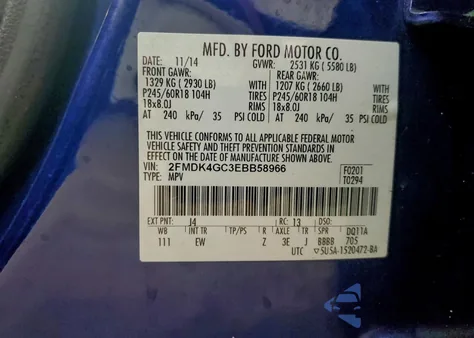 MFD. BY FORD MOTOR CO.
DATE: 11/14 GVWR: 2531 KG ( 5580 LB)
FRONT GAWR: REAR GAWR:
1329 KG ( 2930 LB) WITH 1207 KG ( 2660 LB) WITH
P245/60R18 104H TIRES P245/60R18 104H TIRES
18x8.0J RIMS 18x8.0J RIMS
AT 240 kPa/ 35 PSI COLD AT 240 kPa/ 35 PSI COLD
THIS VEHICLE CONFORMS TO ALL APPLICABLE FEDERAL MOTOR
VEHICLE SAFETY AND THEFT PREVENTION STANDARDS IN EFFECT ON
THE DATE OF MANUFACTURE SHOWN ABOVE.
VIN: 2FMDK4GC3EBB58966 F0201
TYPE: MPV T0294
EXT PNT: J4 RC: 13 DSO:
WB INT TR TP/PS R AXLE TR SPR DQ11A
111 EW Z 3E J BBBB 705
UTC 5U5A-1520472-BA